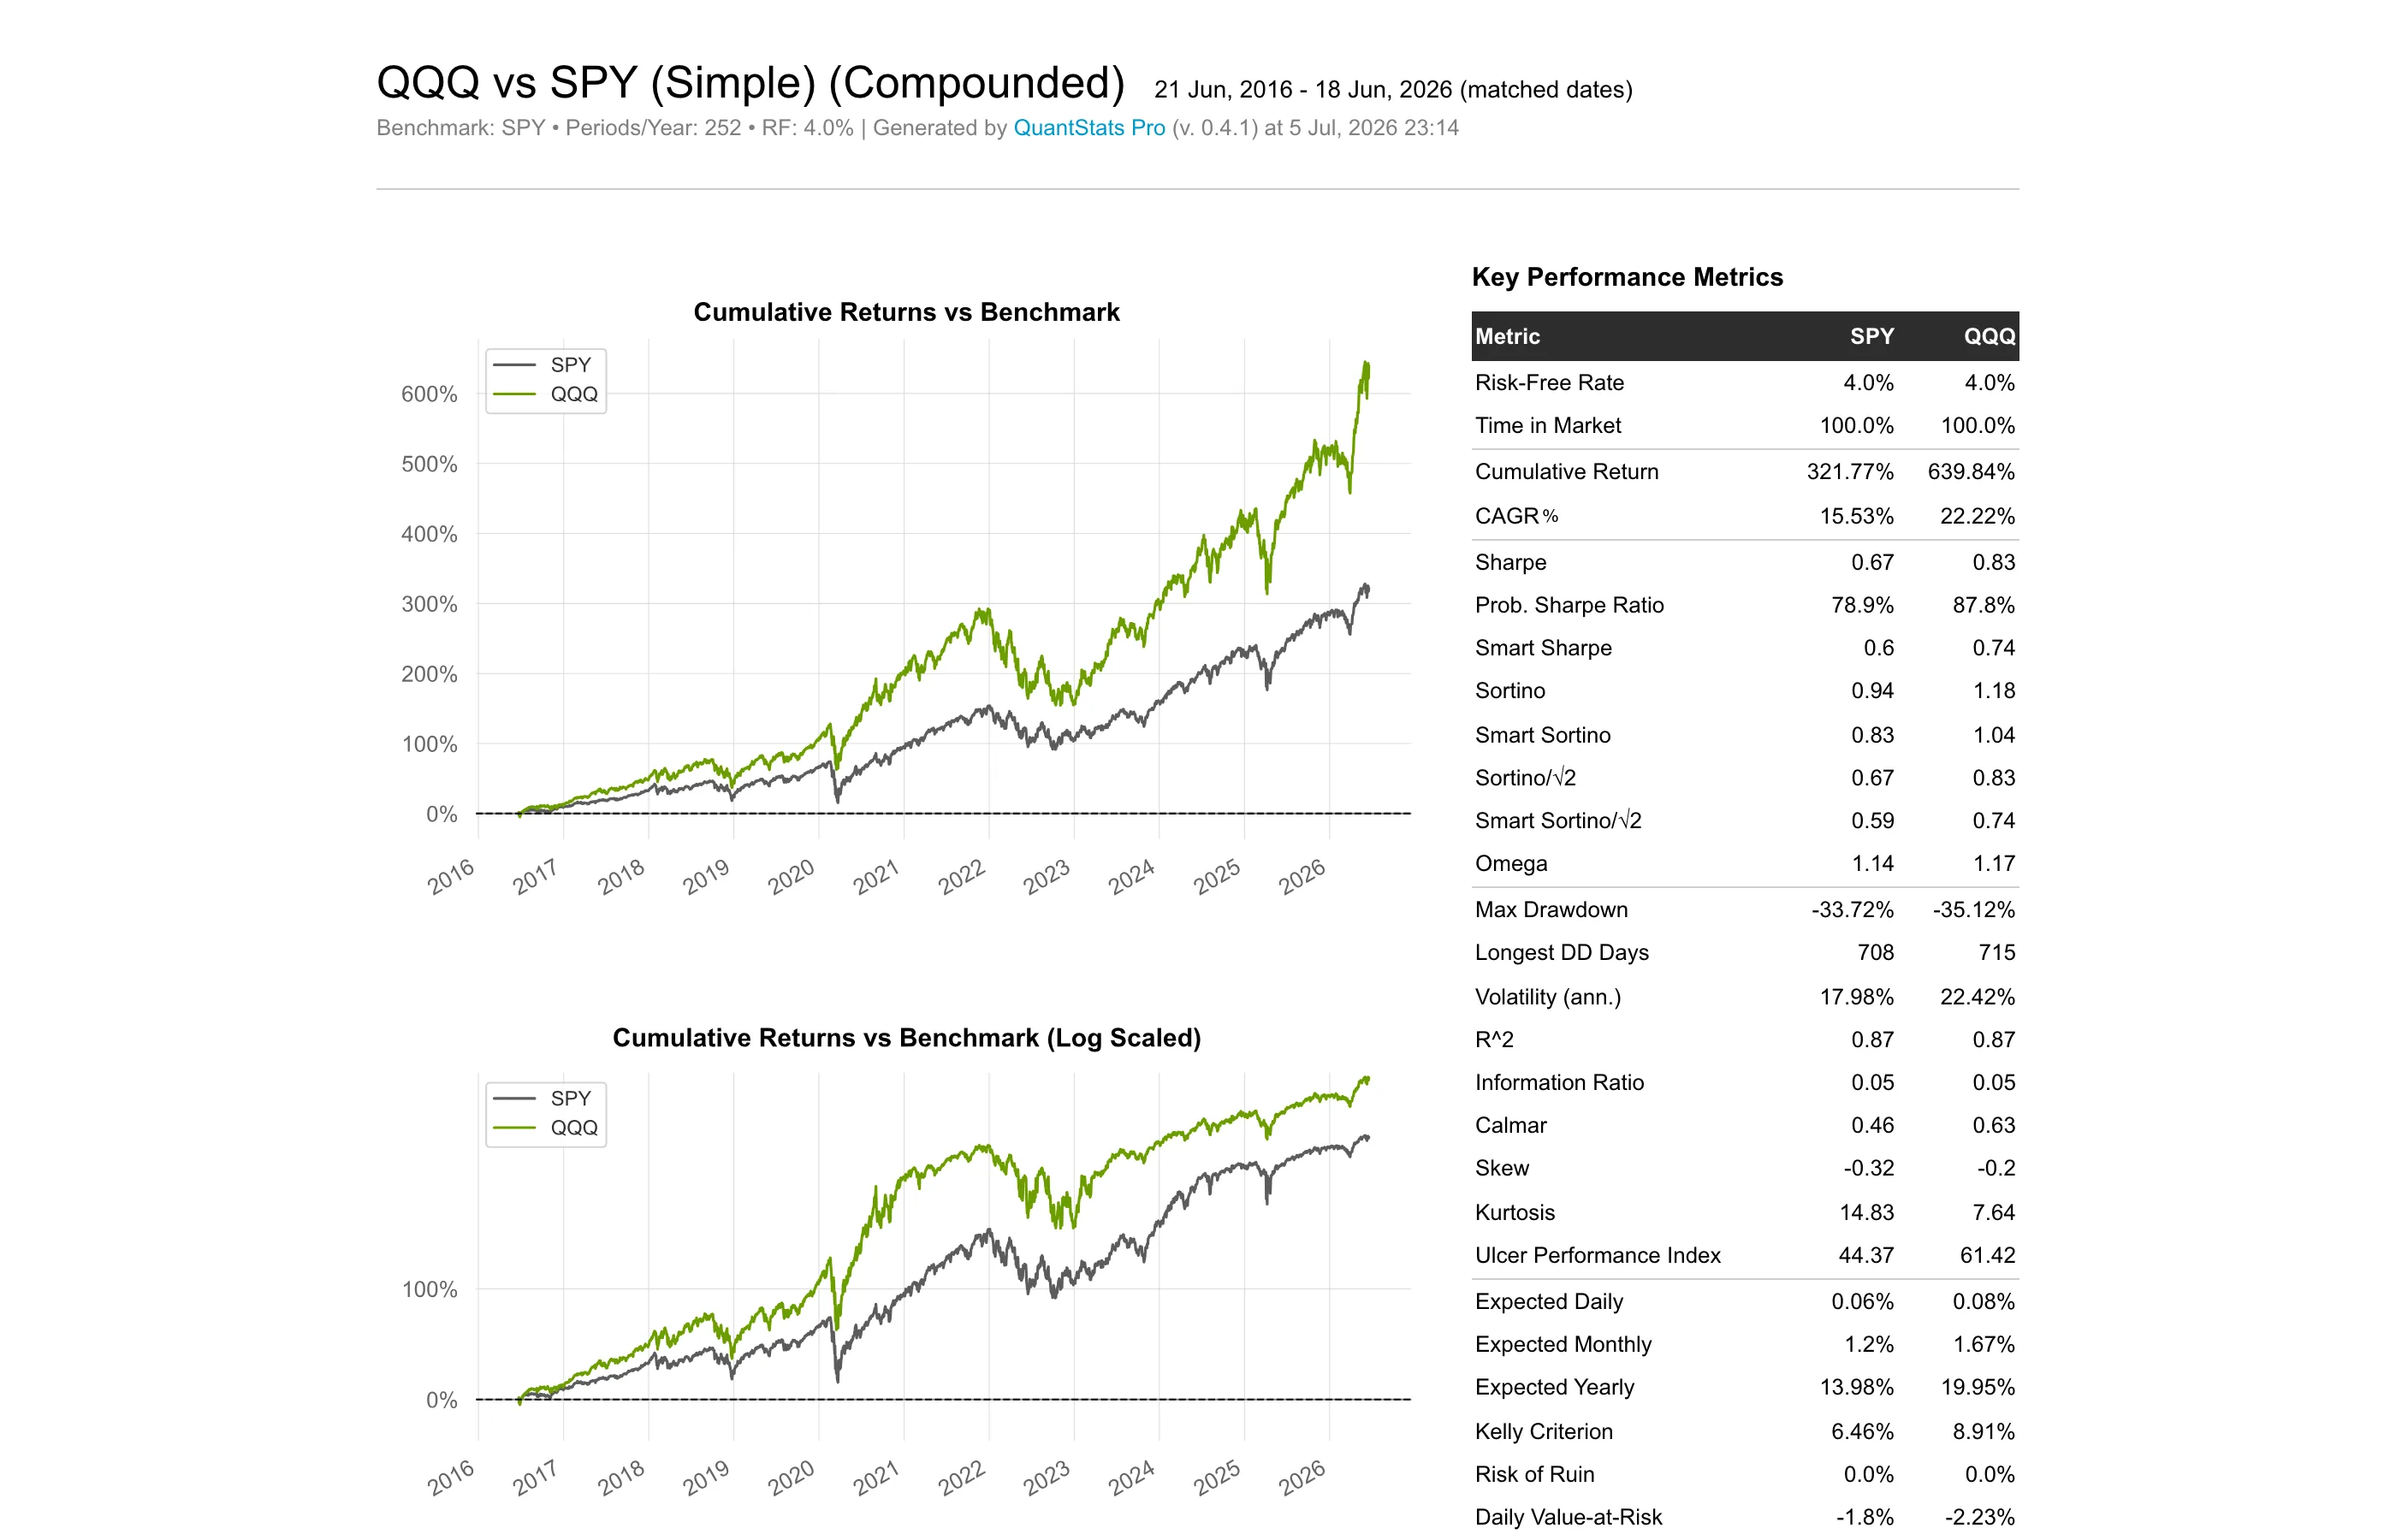 QQQ vs SPY (Simple) (Compounded) 21 Jun, 2016 - 18 Jun, 2026 (matched dates)
Benchmark: SPY • Periods/Year: 252 • RF: 4.0% | Generated by QuantStats Pro (v. 0.4.1) at 5 Jul, 2026 23:14
Cumulative Returns vs Benchmark
SPY
QQQ
600%
500%
400%
300%
200%
100%
0%
2016 2017 2018 2019 2020 2021 2022 2023 2024 2025 2026
Cumulative Returns vs Benchmark (Log Scaled)
SPY
QQQ
100%
0%
2016 2017 2018 2019 2020 2021 2022 2023 2024 2025 2026
Key Performance Metrics
Metric SPY QQQ
Risk-Free Rate 4.0% 4.0%
Time in Market 100.0% 100.0%
Cumulative Return 321.77% 639.84%
CAGR﹪ 15.53% 22.22%
Sharpe 0.67 0.83
Prob. Sharpe Ratio 78.9% 87.8%
Smart Sharpe 0.6 0.74
Sortino 0.94 1.18
Smart Sortino 0.83 1.04
Sortino/√2 0.67 0.83
Smart Sortino/√2 0.59 0.74
Omega 1.14 1.17
Max Drawdown -33.72% -35.12%
Longest DD Days 708 715
Volatility (ann.) 17.98% 22.42%
R^2 0.87 0.87
Information Ratio 0.05 0.05
Calmar 0.46 0.63
Skew -0.32 -0.2
Kurtosis 14.83 7.64
Ulcer Performance Index 44.37 61.42
Expected Daily 0.06% 0.08%
Expected Monthly 1.2% 1.67%
Expected Yearly 13.98% 19.95%
Kelly Criterion 6.46% 8.91%
Risk of Ruin 0.0% 0.0%
Daily Value-at-Risk -1.8% -2.23%